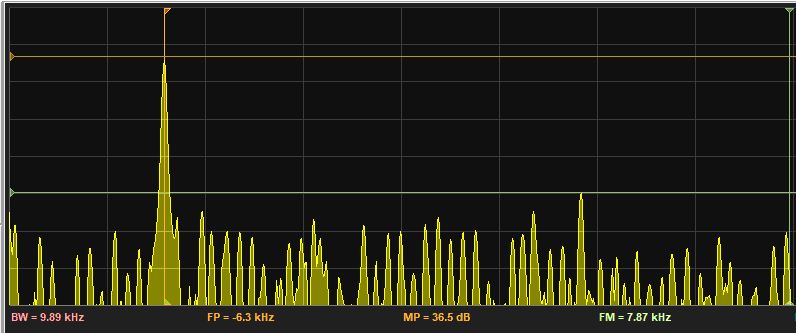 BW = 9.89 kHz FP = -6.3 kHz MP = 36.5 dB FM = 7.87 kHz